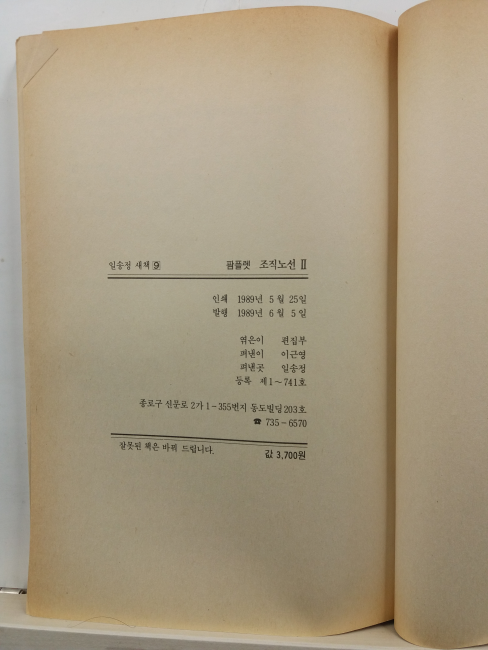 일송정 새책 ⑨ 팜플렛 조직노선 Ⅱ
인쇄 1989년 5월 25일
발행 1989년 6월 5일
엮은이 편집부
펴낸이 이근영
펴낸곳 일송정
등록 제1~741호
종로구 신문로 2가 1-355번지 동도빌딩 203호
☎ 735-6570
잘못된 책은 바꿔 드립니다. 값 3,700원